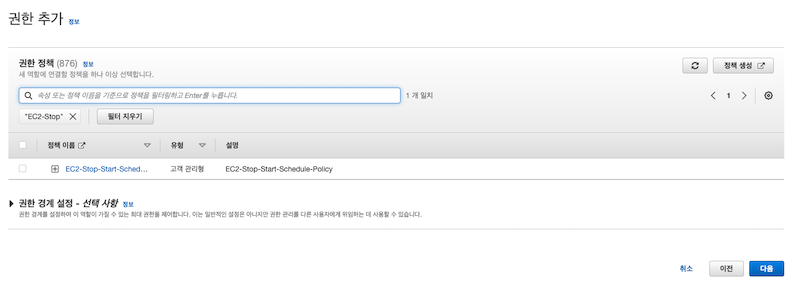 권한 추가 정보
권한 정책 (876) 정보
새 역할에 연결할 정책을 하나 이상 선택합니다.
정책 생성
속성 또는 정책 이름을 기준으로 정책을 필터링하고 Enter를 누릅니다.
1 개 일치
1
"EC2-Stop"
필터 지우기
정책 이름
유형
설명
EC2-Stop-Start-Sched...
고객 관리형
EC2-Stop-Start-Schedule-Policy
권한 경계 설정 - 선택 사항 정보
권한 경계를 설정하여 이 역할이 가질 수 있는 최대 권한을 제어합니다. 이는 일반적인 설정은 아니지만 권한 관리를 다른 사용자에게 위임하는 데 사용할 수 있습니다.
취소
이전
다음